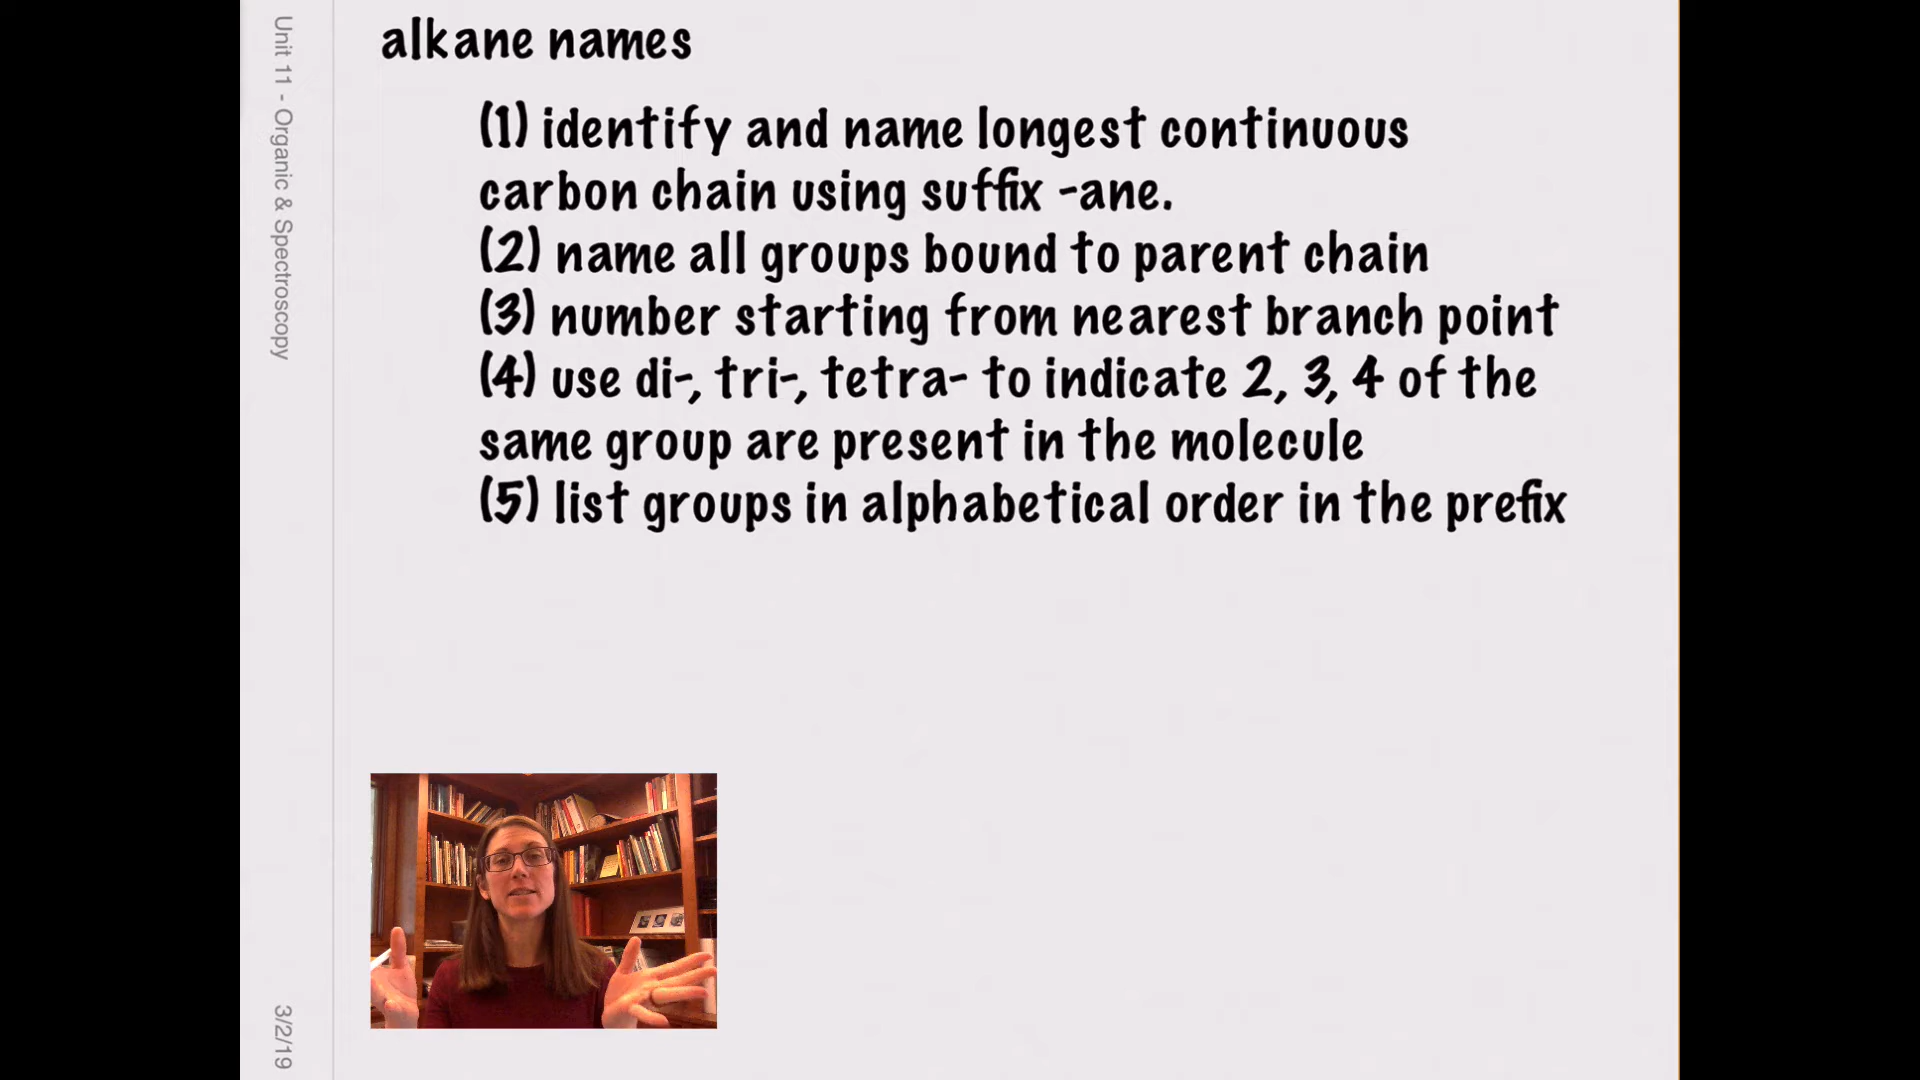 alkane names
(1) identify and name longest continuous
carbon chain using suffix -ane.
(2) name all groups bound to parent chain
(3) number starting from nearest branch point
(4) use di-, tri-, tetra- to indicate 2, 3, 4 of the
same group are present in the molecule
(5) list groups in alphabetical order in the prefix
Unit 11 - Organic & Spectroscopy
3/2/19